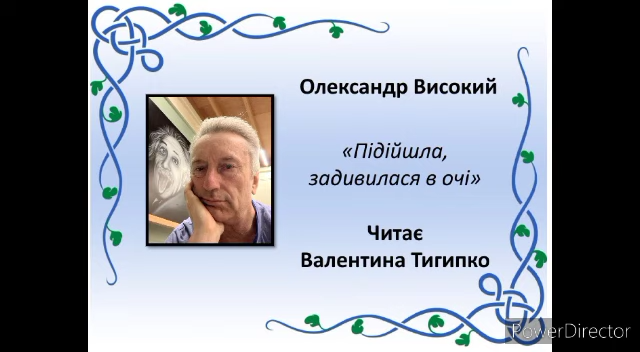 Олександр Високий
«Підійшла,
задивилася в очі»
Читає
Валентина Тигипко
PowerDirector